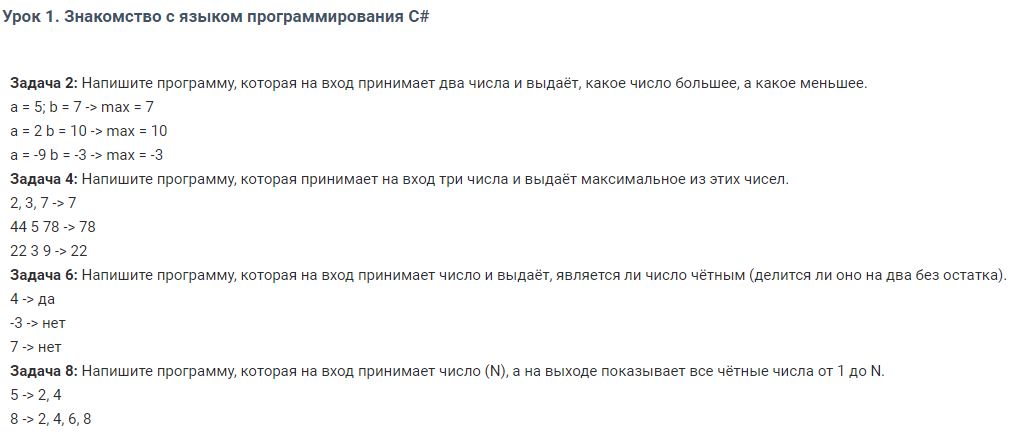 Урок 1. Знакомство с языком программирования C#
Задача 2: Напишите программу, которая на вход принимает два числа и выдаёт, какое число большее, а какое меньшее.
a = 5; b = 7 -> max = 7
a = 2 b = 10 -> max = 10
a = -9 b = -3 -> max = -3
Задача 4: Напишите программу, которая принимает на вход три числа и выдаёт максимальное из этих чисел.
2, 3, 7 -> 7
44 5 78 -> 78
22 3 9 -> 22
Задача 6: Напишите программу, которая на вход принимает число и выдаёт, является ли число чётным (делится ли оно на два без остатка).
4 -> да
-3 -> нет
7 -> нет
Задача 8: Напишите программу, которая на вход принимает число (N), а на выходе показывает все чётные числа от 1 до N.
5 -> 2, 4
8 -> 2, 4, 6, 8